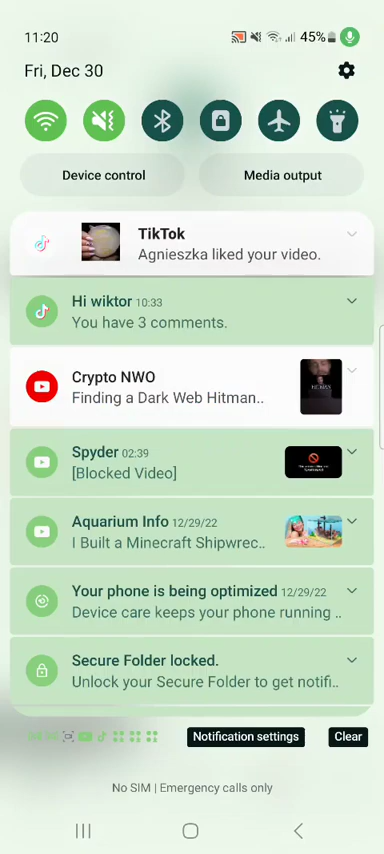 11:20
45%
Fri, Dec 30
Device control
Media output
TikTok
Agnieszka liked your video.
Hi wiktor 10:33
You have 3 comments.
Crypto NWO
Finding a Dark Web Hitman..
Spyder 02:39
[Blocked Video]
Aquarium Info 12/29/22
I Built a Minecraft Shipwrec..
Your phone is being optimized 12/29/22
Device care keeps your phone running ..
Secure Folder locked.
Unlock your Secure Folder to get notifi..
Notification settings
Clear
No SIM | Emergency calls only